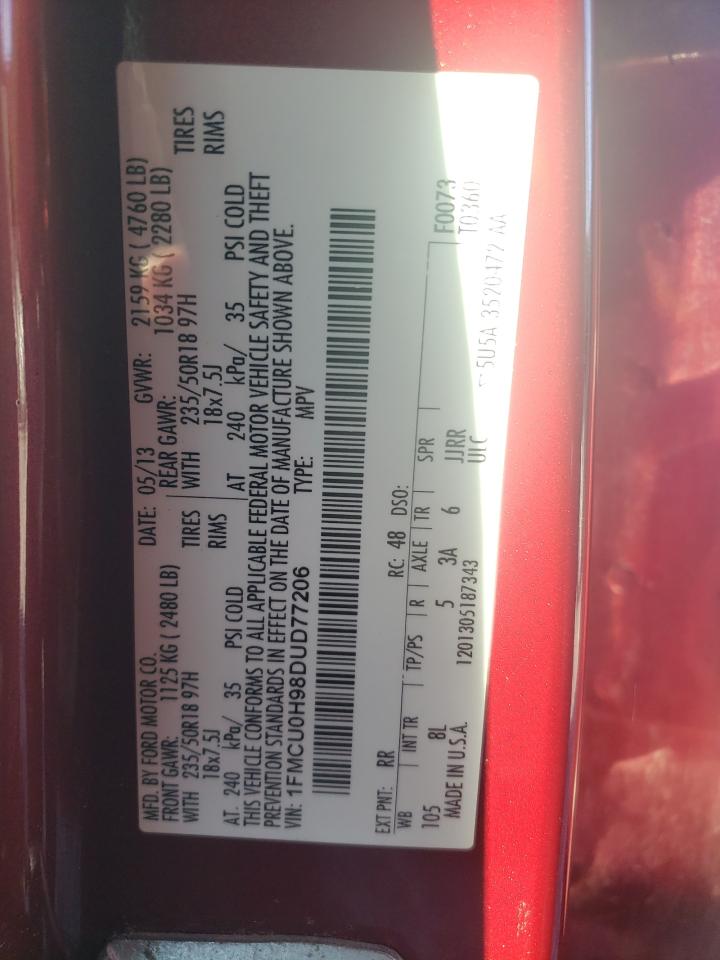 MFD. BY FORD MOTOR CO.
DATE: 05/13
GVWR: 2159 KG ( 4760 LB)
FRONT GAWR: 1125 KG ( 2480 LB)
REAR GAWR: 1034 KG ( 2280 LB)
WITH 235/50R18 97H TIRES
WITH 235/50R18 97H TIRES
18x7.5J RIMS
18x7.5J RIMS
AT. 240 kPa/ 35 PSI COLD
AT 240 kPa/ 35 PSI COLD
THIS VEHICLE CONFORMS TO ALL APPLICABLE FEDERAL MOTOR VEHICLE SAFETY AND THEFT
PREVENTION STANDARDS IN EFFECT ON THE DATE OF MANUFACTURE SHOWN ABOVE.
VIN: 1FMCU0H98DUD77206
TYPE: MPV
EXT PNT: RR RC: 48 DSO:
WB INT TR TP/PS R AXLE TR SPR
F0073
105 8L 5 3A 6 JJRR
T0360
MADE IN U.S.A. 1201305187343 ULC
5U5A 3520472 AA